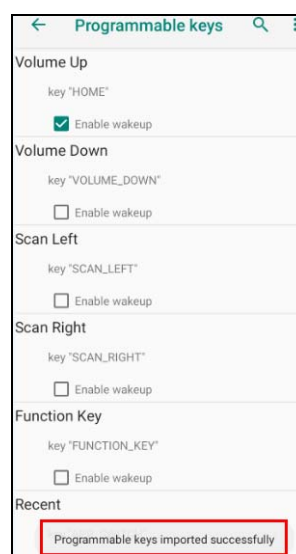 Programmable keys
Volume Up
key "HOME"
Enable wakeup
Volume Down
key "VOLUME_DOWN"
Enable wakeup
Scan Left
key "SCAN_LEFT"
Enable wakeup
Scan Right
key "SCAN_RIGHT"
Enable wakeup
Function Key
key "FUNCTION_KEY"
Enable wakeup
Recent
Programmable keys imported successfully